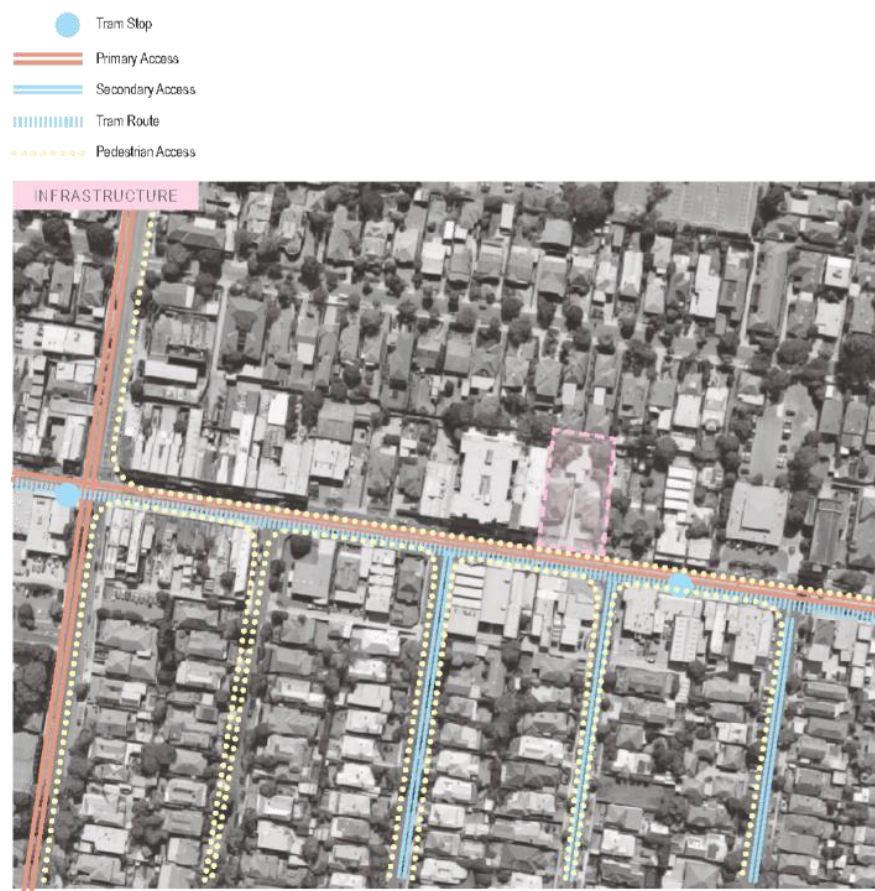 Tram Stop
Primary Access
Secondary Access
Tram Route
Pedestrian Access
INFRASTRUCTURE